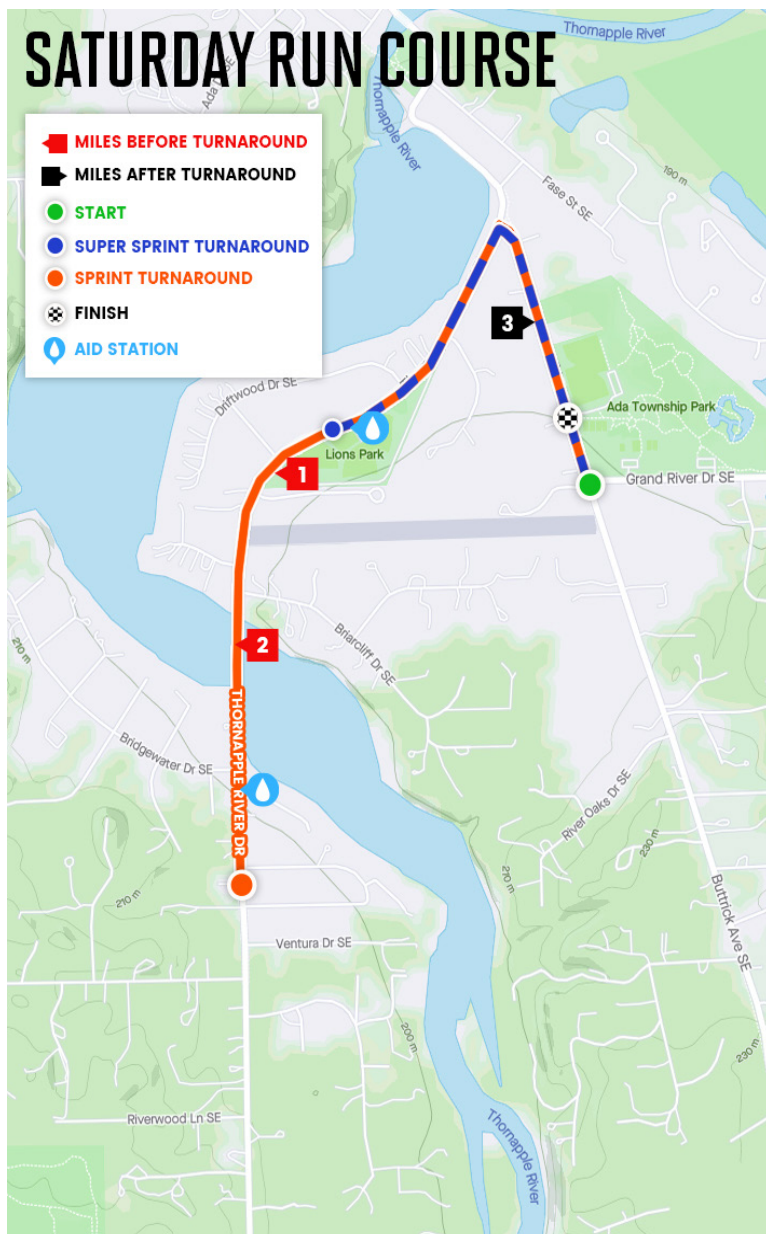 SATURDAY RUN COURSE
MILES BEFORE TURNAROUND
MILES AFTER TURNAROUND
START
SUPER SPRINT TURNAROUND
SPRINT TURNAROUND
FINISH
AID STATION
Thornapple River
Thornapple River
Fase St SE
190 m
3
Driftwood Dr SE
Ada Township Park
Lions Park
1
Grand River Dr SE
Briarcliff Dr SE
2
210 m
THORNAPPLE RIVER DR
Bridgewater Dr SE
River Oaks Dr SE
230 m
210 m
210 m
Buttrick Ave SE
Ventura Dr SE
200 m
230 m
Riverwood Ln SE
Thornapple River